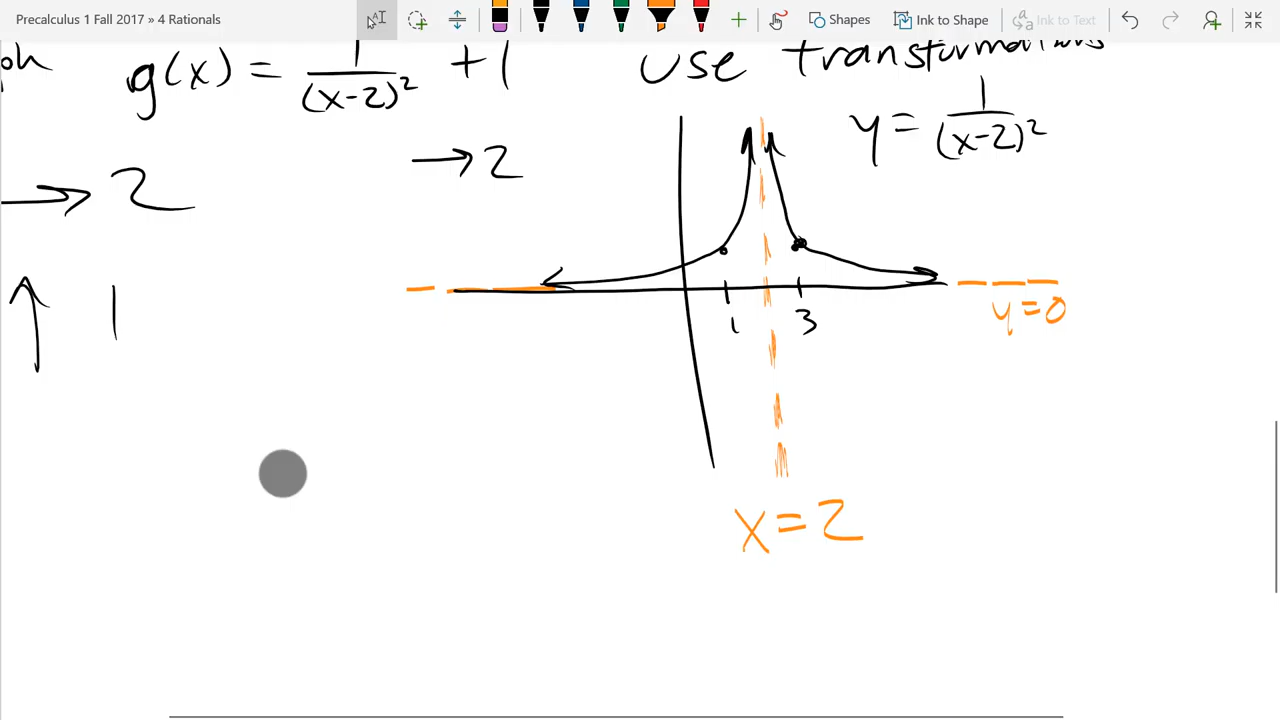 Precalculus 1 Fall 2017 » 4 Rationals
Shapes
Ink to Shape
Ink to Text
g(x) = 1/(x-2)² + 1
use transformations
y = 1/(x-2)²
→ 2
→ 2
↑ 1
1 3
y=0
x=2